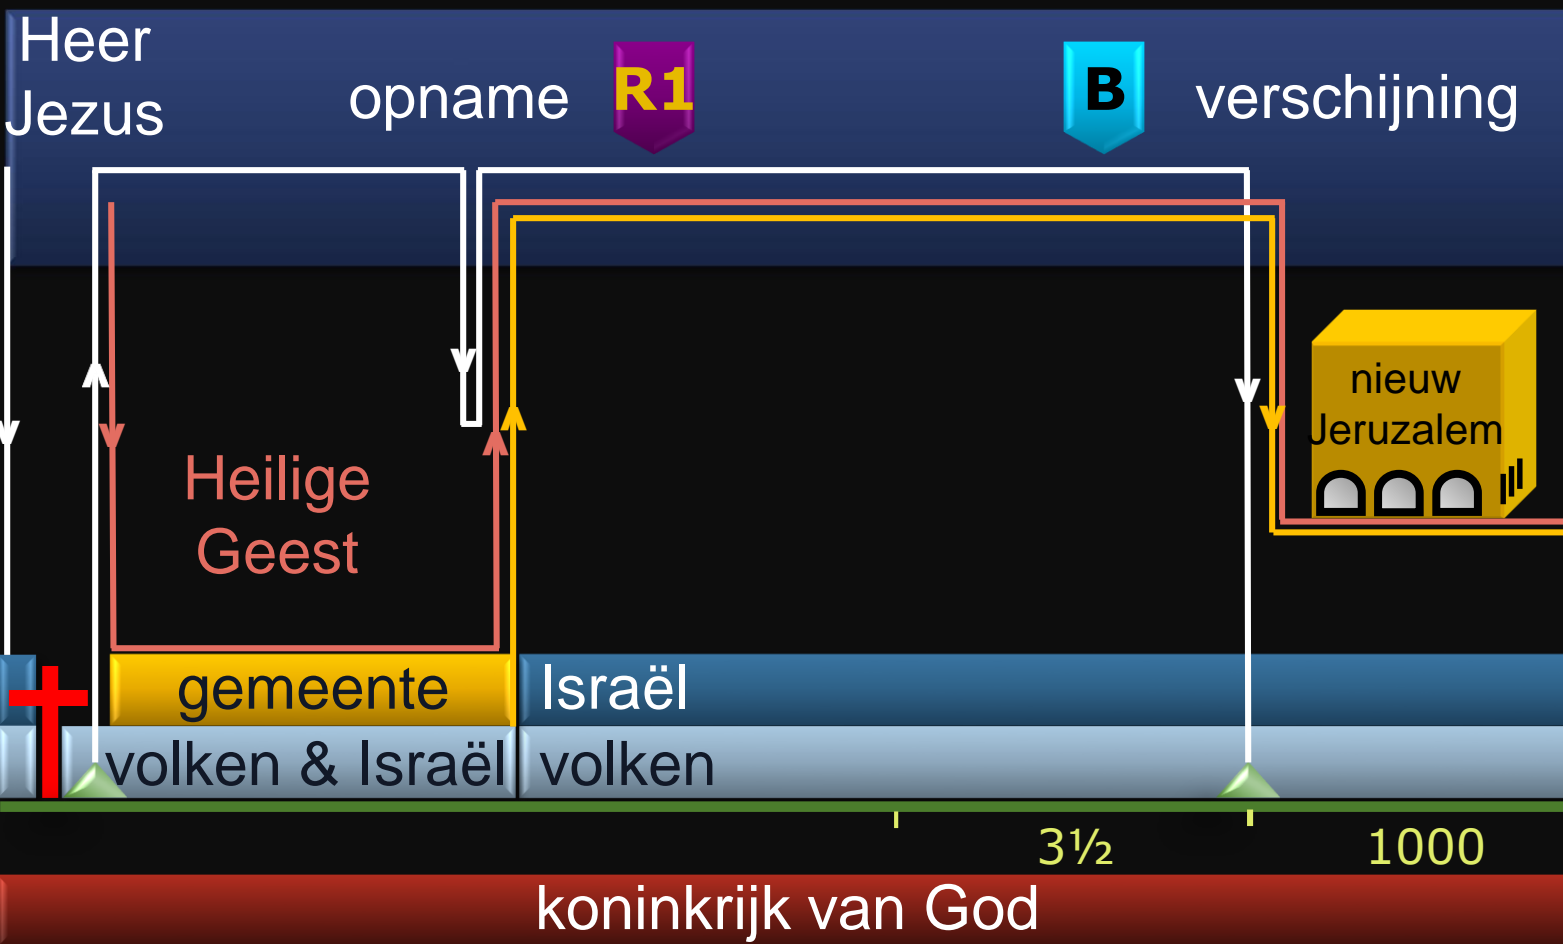 Heer
Jezus
opname
R1
B
verschijning
nieuw
Jeruzalem
Heilige
Geest
gemeente
Israël
volken & Israël
volken
3½
1000
koninkrijk van God